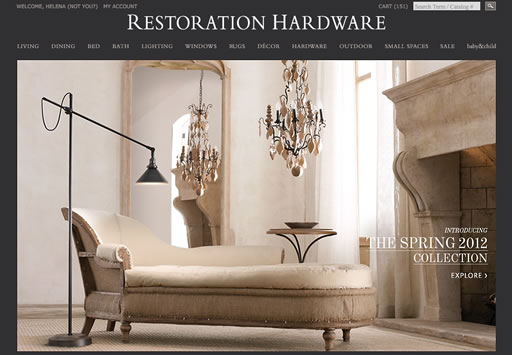 WELCOME, HELENA (NOT YOU?) MY ACCOUNT
CART (151) Search Item / Catalog #
RESTORATION HARDWARE
LIVING DINING BED BATH LIGHTING WINDOWS RUGS DÉCOR HARDWARE OUTDOOR SMALL SPACES SALE baby&child
INTRODUCING
THE SPRING 2012
COLLECTION
EXPLORE ›